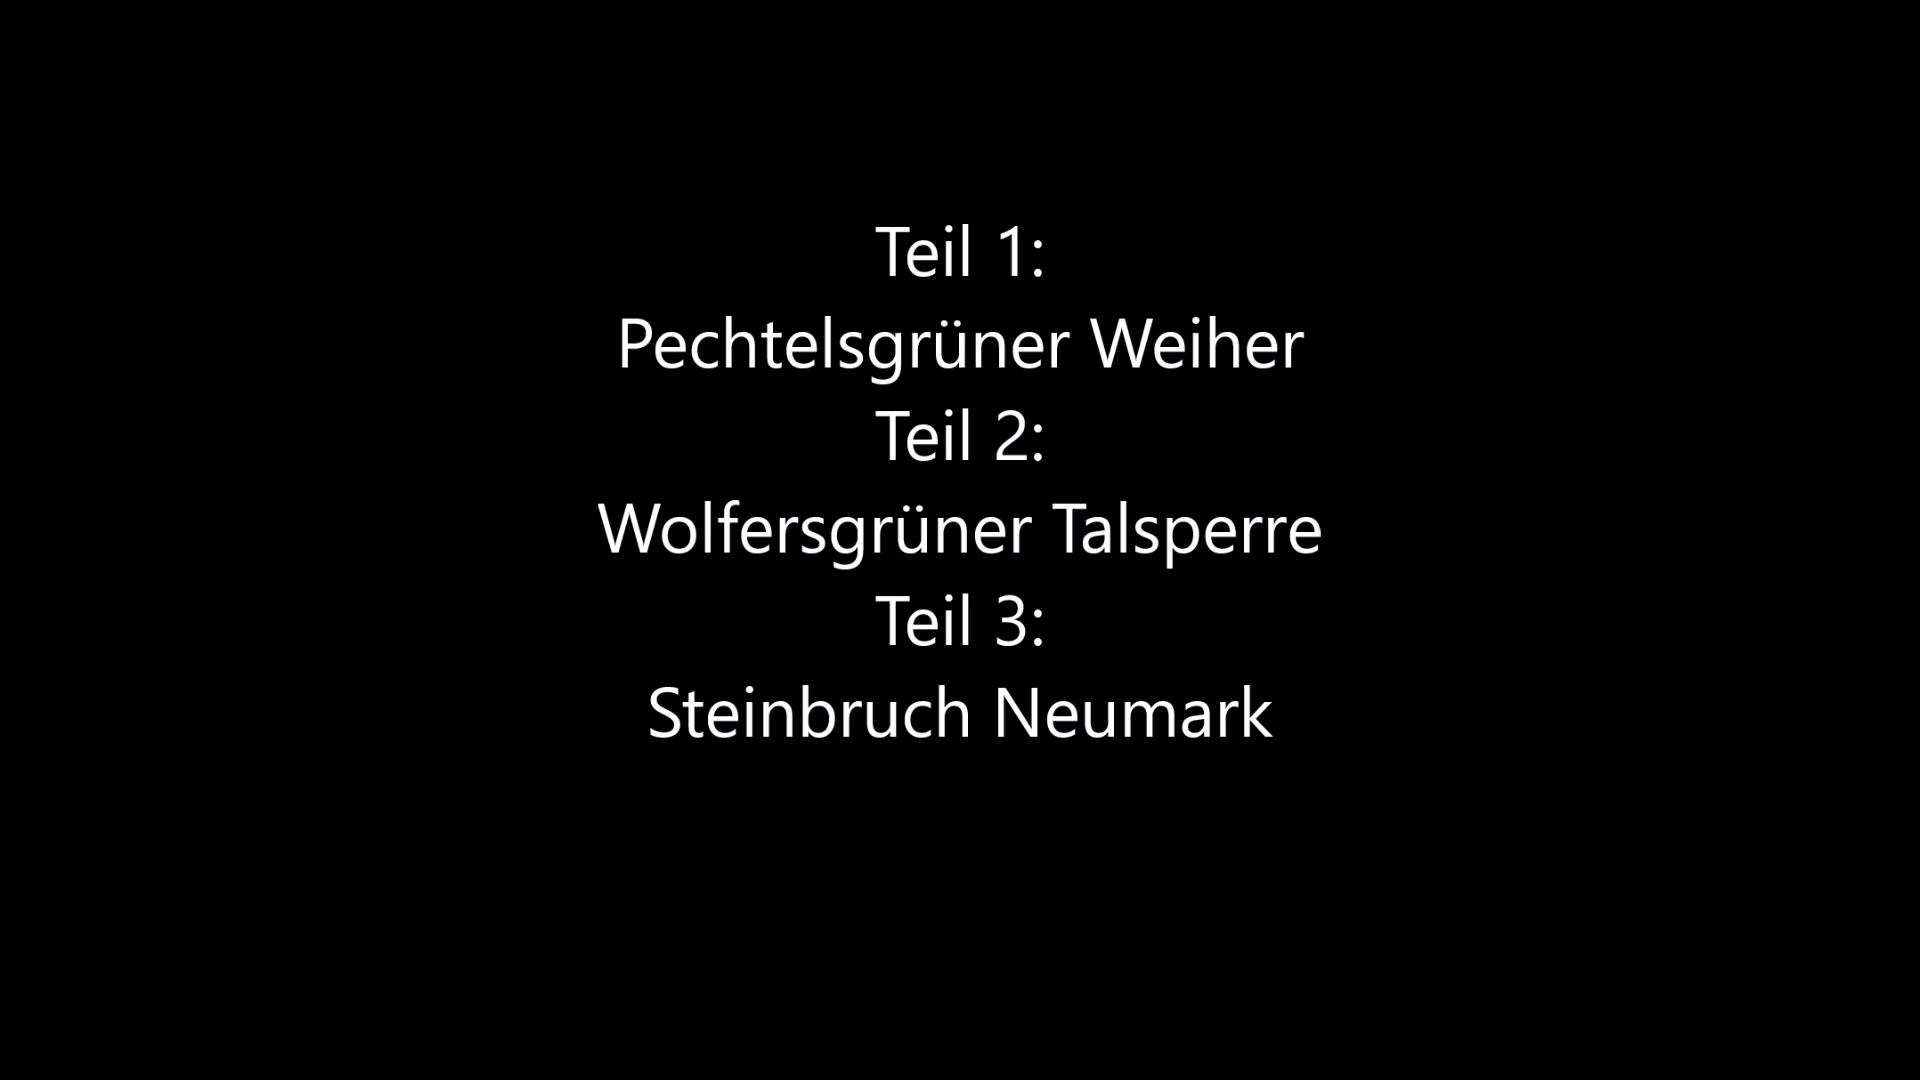 Teil 1:
Pechtelsgrüner Weiher
Teil 2:
Wolfersgrüner Talsperre
Teil 3:
Steinbruch Neumark